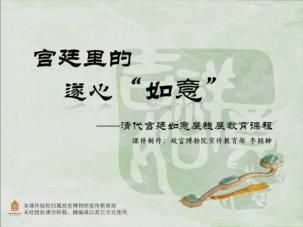 宫廷里的
遂心“如意”
——清代宫廷如意展随展教育课程
课件制作：故宫博物院宣传教育部 李颖翀
本课件版权归属故宫博物院宣传教育部
未经授权请勿转载、摘编或以其它方式使用